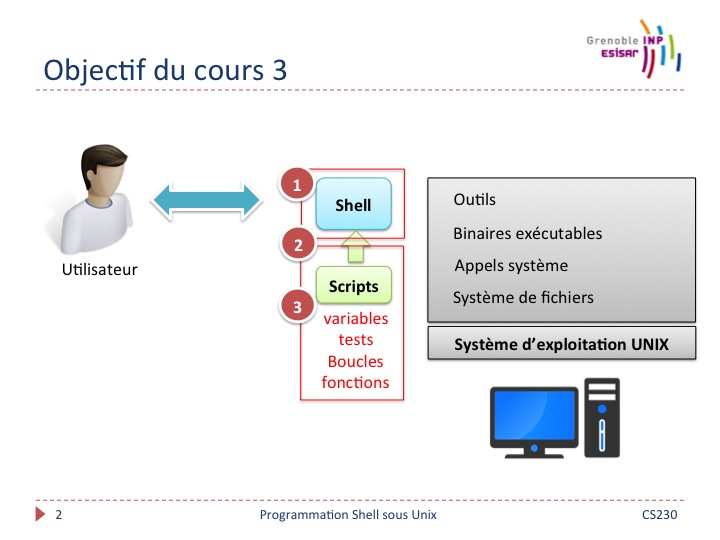 Grenoble INP
ESISAR
Objectif du cours 3
1
Shell
2
Scripts
3
variables
tests
Boucles
fonctions
Utilisateur
Outils
Binaires exécutables
Appels système
Système de fichiers
Système d’exploitation UNIX
2
Programmation Shell sous Unix
CS230